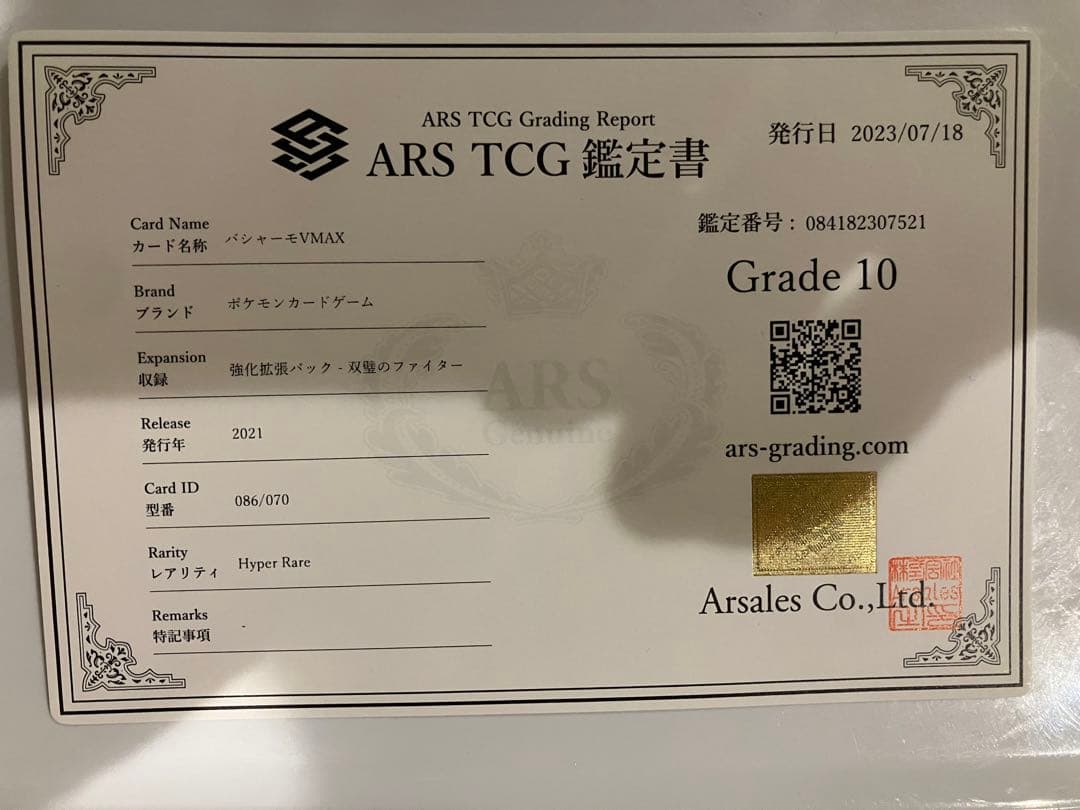 ARS TCG Grading Report
ARS TCG 鑑定書
発行日 2023/07/18
Card Name
カード名称 バシャーモVMAX
Brand
ブランド ポケモンカードゲーム
Expansion
収録 強化拡張パック - 双璧のファイター
Release
発行年 2021
Card ID
型番 086/070
Rarity
レアリティ Hyper Rare
Remarks
特記事項 -
鑑定番号： 084182307521
Grade 10
ars-grading.com
Arsales Co.,Ltd.
ARS
Genuine